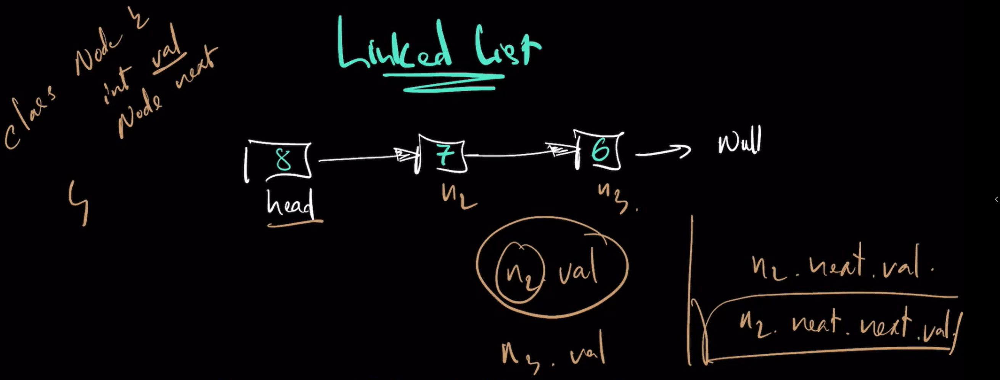 Linked List
class Node {
int val
Node next
}
8 7 6 Null
head n2 n3.
n2. val
n3. val
n2. next. val.
n2. next. next. val
<